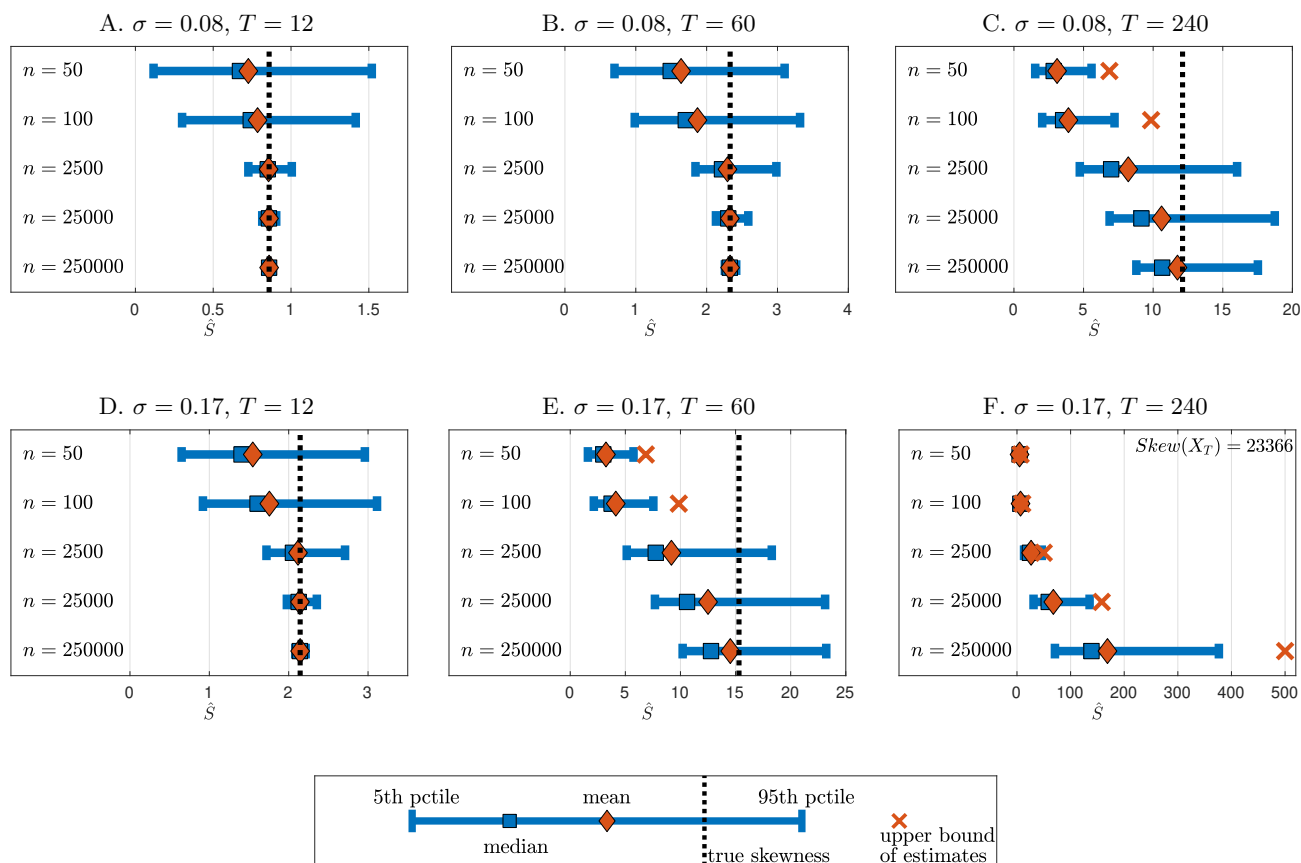 A. σ = 0.08, T = 12
n = 50
n = 100
n = 2500
n = 25000
n = 250000
0 0.5 1 1.5
Ŝ
B. σ = 0.08, T = 60
n = 50
n = 100
n = 2500
n = 25000
n = 250000
0 1 2 3 4
Ŝ
C. σ = 0.08, T = 240
n = 50
n = 100
n = 2500
n = 25000
n = 250000
0 5 10 15 20
Ŝ
D. σ = 0.17, T = 12
n = 50
n = 100
n = 2500
n = 25000
n = 250000
0 1 2 3
Ŝ
E. σ = 0.17, T = 60
n = 50
n = 100
n = 2500
n = 25000
n = 250000
0 5 10 15 20 25
Ŝ
F. σ = 0.17, T = 240
Skew(X_T) = 23366
n = 50
n = 100
n = 2500
n = 25000
n = 250000
0 100 200 300 400 500
Ŝ
5th pctile
mean
95th pctile
median
true skewness
upper bound
of estimates